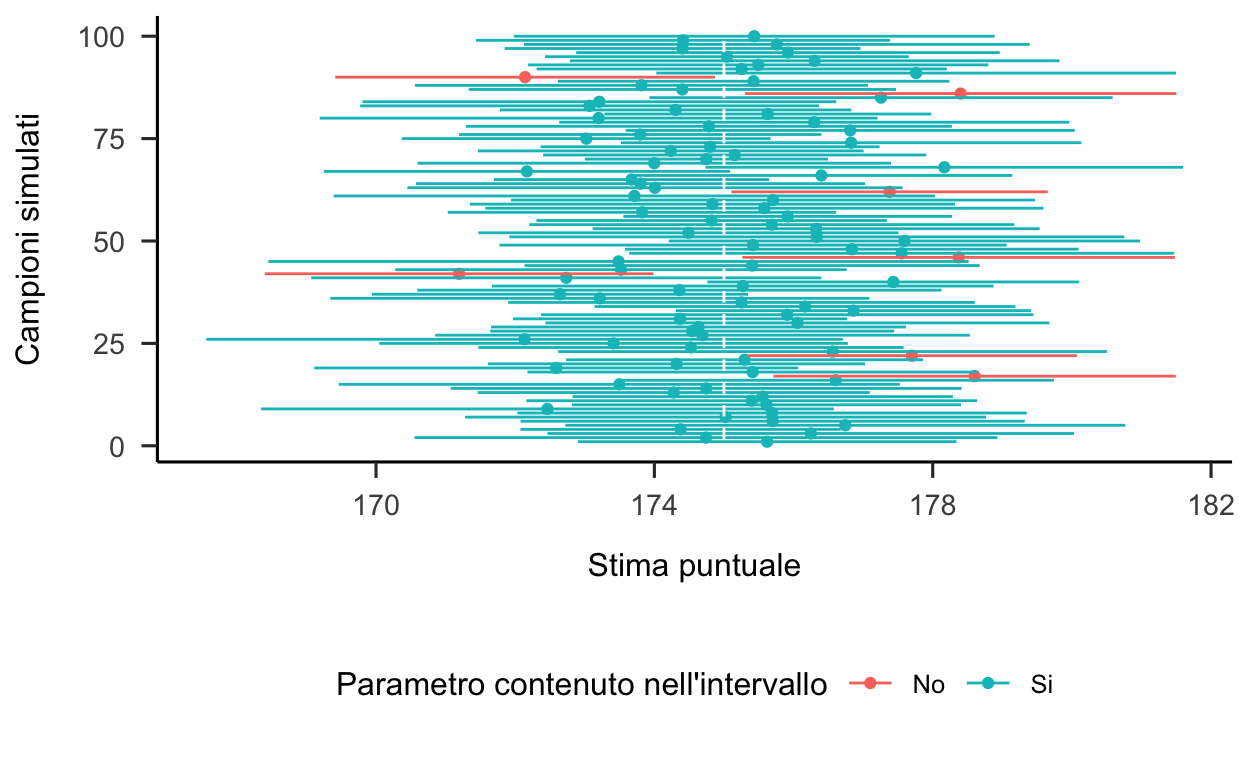 100
75
50
25
0
Campioni simulati
170 174 178 182
Stima puntuale
Parametro contenuto nell'intervallo No Si